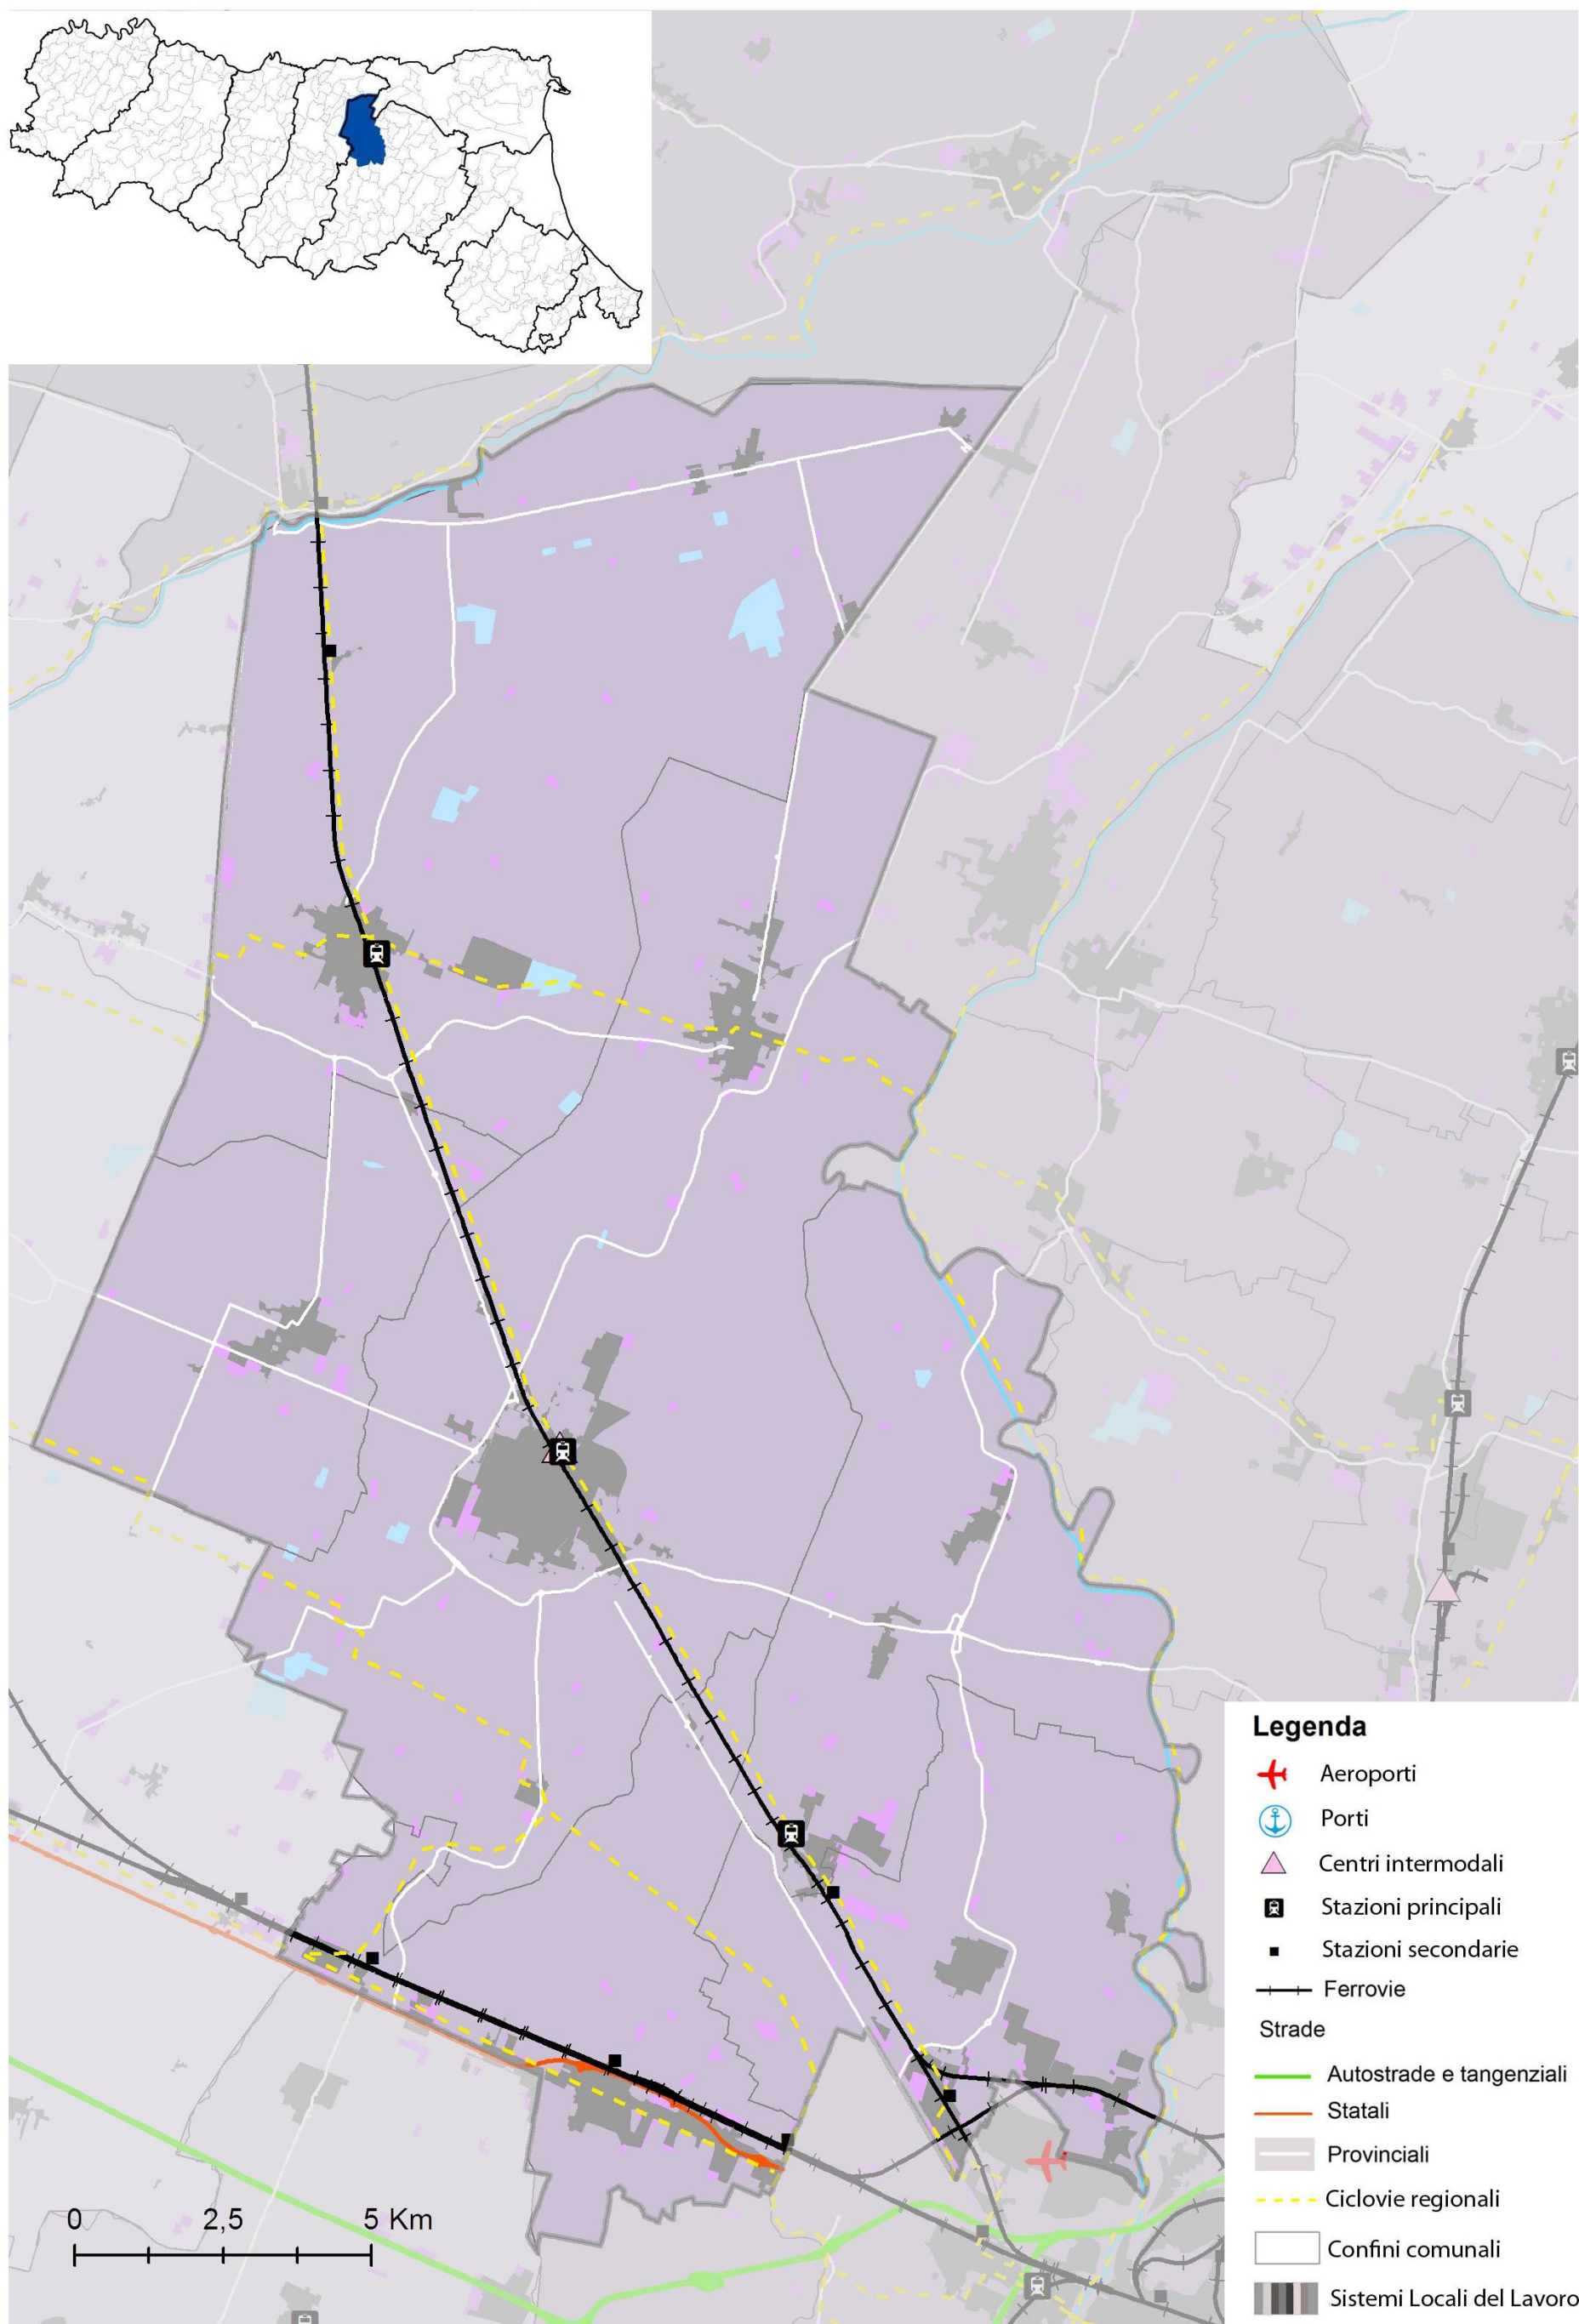 Legenda
Aeroporti
Porti
Centri intermodali
Stazioni principali
Stazioni secondarie
Ferrovie
Strade
Autostrade e tangenziali
Statali
Provinciali
Ciclovie regionali
Confini comunali
Sistemi Locali del Lavoro
0 2,5 5 Km